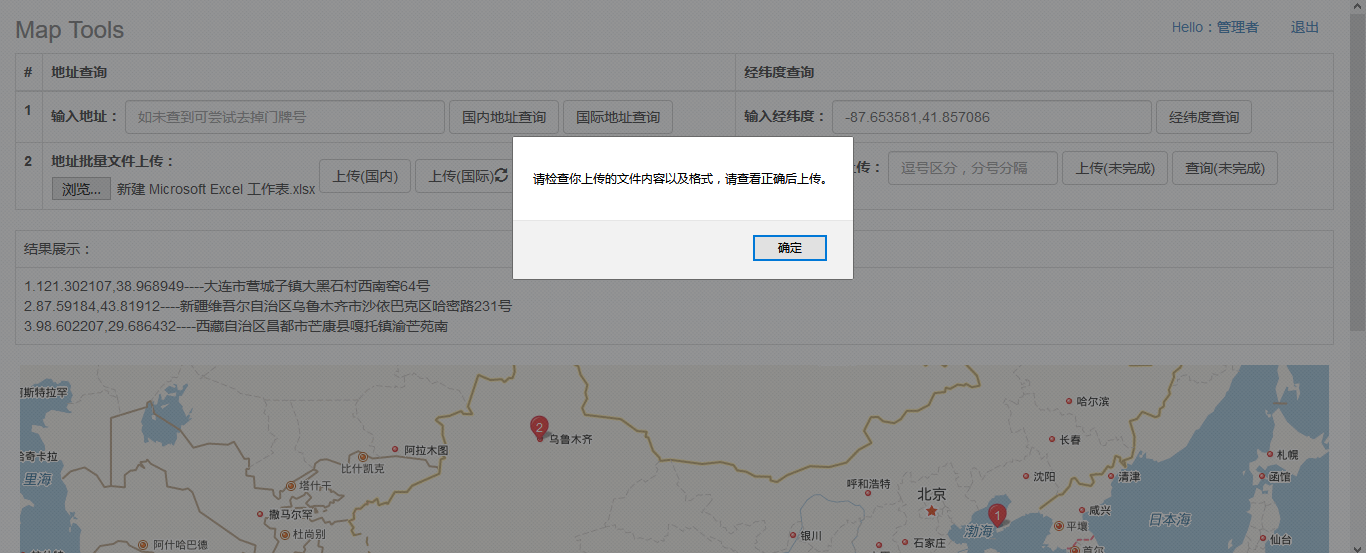 Map Tools
Hello：管理者 退出
# 地址查询 经纬度查询
1 输入地址： 如未查到可尝试去掉门牌号 国内地址查询 国际地址查询 输入经纬度： -87.653581,41.857086 经纬度查询
2 地址批量文件上传：
浏览... 新建 Microsoft Excel 工作表.xlsx 上传(国内) 上传(国际) 传： 逗号区分，分号分隔 上传(未完成) 查询(未完成)
请检查你上传的文件内容以及格式，请查看正确后上传。
确定
结果展示：
1.121.302107,38.968949----大连市营城子镇大黑石村西南窑64号
2.87.59184,43.81912----新疆维吾尔自治区乌鲁木齐市沙依巴克区哈密路231号
3.98.602207,29.686432----西藏自治区昌都市芒康县嘎托镇渝芒苑南
阿斯特拉罕
哈尔滨
2
乌鲁木齐
长春
阿拉木图
哈奇卡拉
札幌
比什凯克
里海
沈阳
清津
函馆
呼和浩特
塔什干
北京
撒马尔罕
1
咸兴
日本海
杜尚别
渤海
平壤
银川
石家庄
仙台
阿什哈巴德
首尔